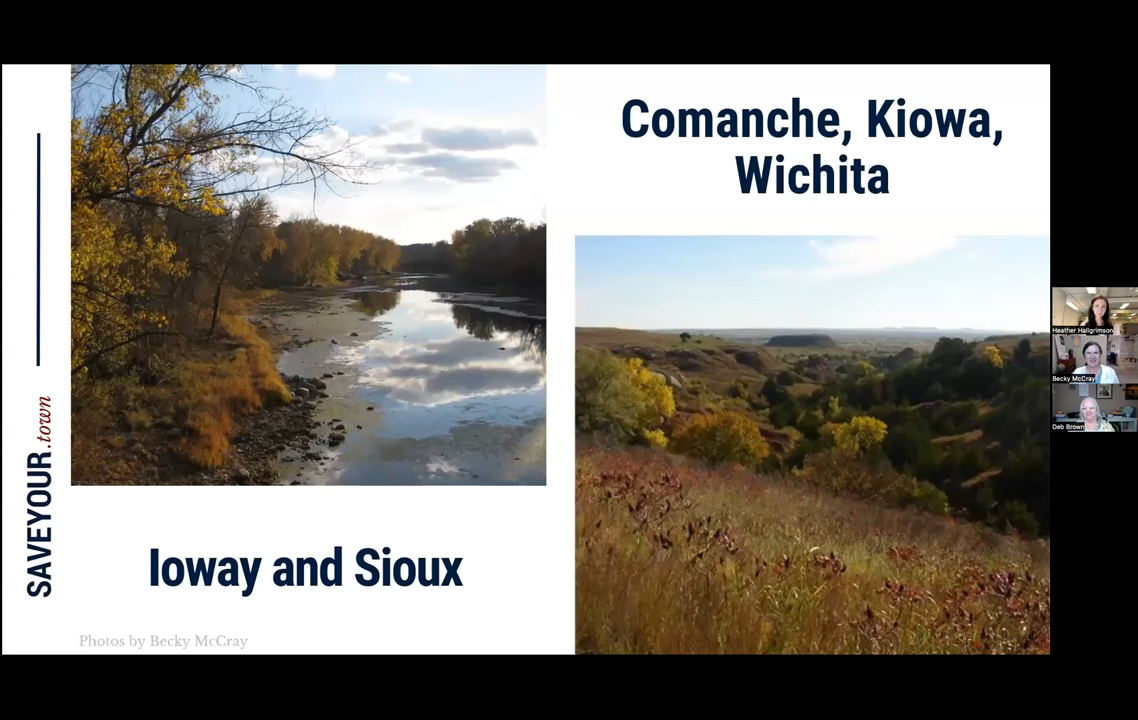 SAVEYOUR.town
Ioway and Sioux
Photos by Becky McCray
Comanche, Kiowa,
Wichita
Heather Hallgrimson
Becky McCray
Deb Brown